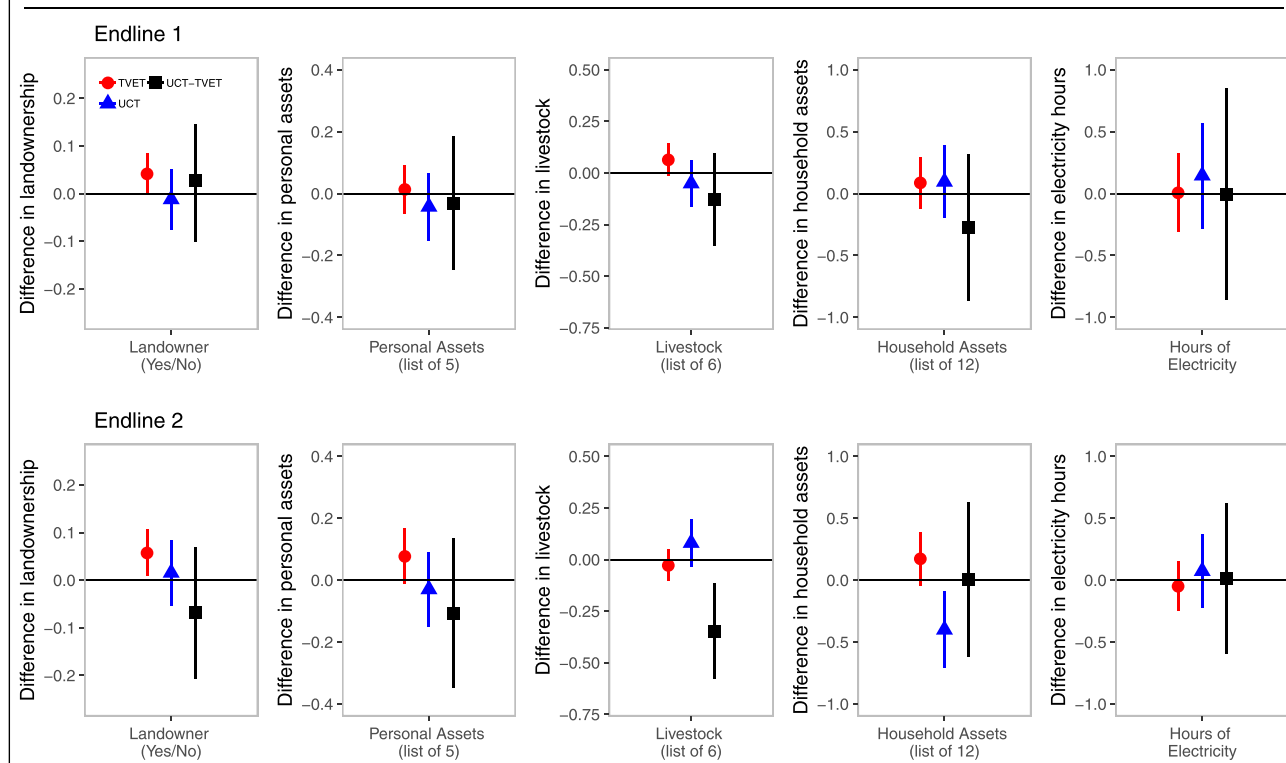 Endline 1
Difference in landownership
0.2
0.1
0.0
−0.1
−0.2
TVET UCT−TVET
UCT
Landowner
(Yes/No)
Difference in personal assets
0.4
0.2
0.0
−0.2
−0.4
Personal Assets
(list of 5)
Difference in livestock
0.50
0.25
0.00
−0.25
−0.50
−0.75
Livestock
(list of 6)
Difference in household assets
1.0
0.5
0.0
−0.5
−1.0
Household Assets
(list of 12)
Difference in electricity hours
1.0
0.5
0.0
−0.5
−1.0
Hours of
Electricity
Endline 2
Difference in landownership
0.2
0.1
0.0
−0.1
−0.2
Landowner
(Yes/No)
Difference in personal assets
0.4
0.2
0.0
−0.2
−0.4
Personal Assets
(list of 5)
Difference in livestock
0.50
0.25
0.00
−0.25
−0.50
−0.75
Livestock
(list of 6)
Difference in household assets
1.0
0.5
0.0
−0.5
−1.0
Household Assets
(list of 12)
Difference in electricity hours
1.0
0.5
0.0
−0.5
−1.0
Hours of
Electricity